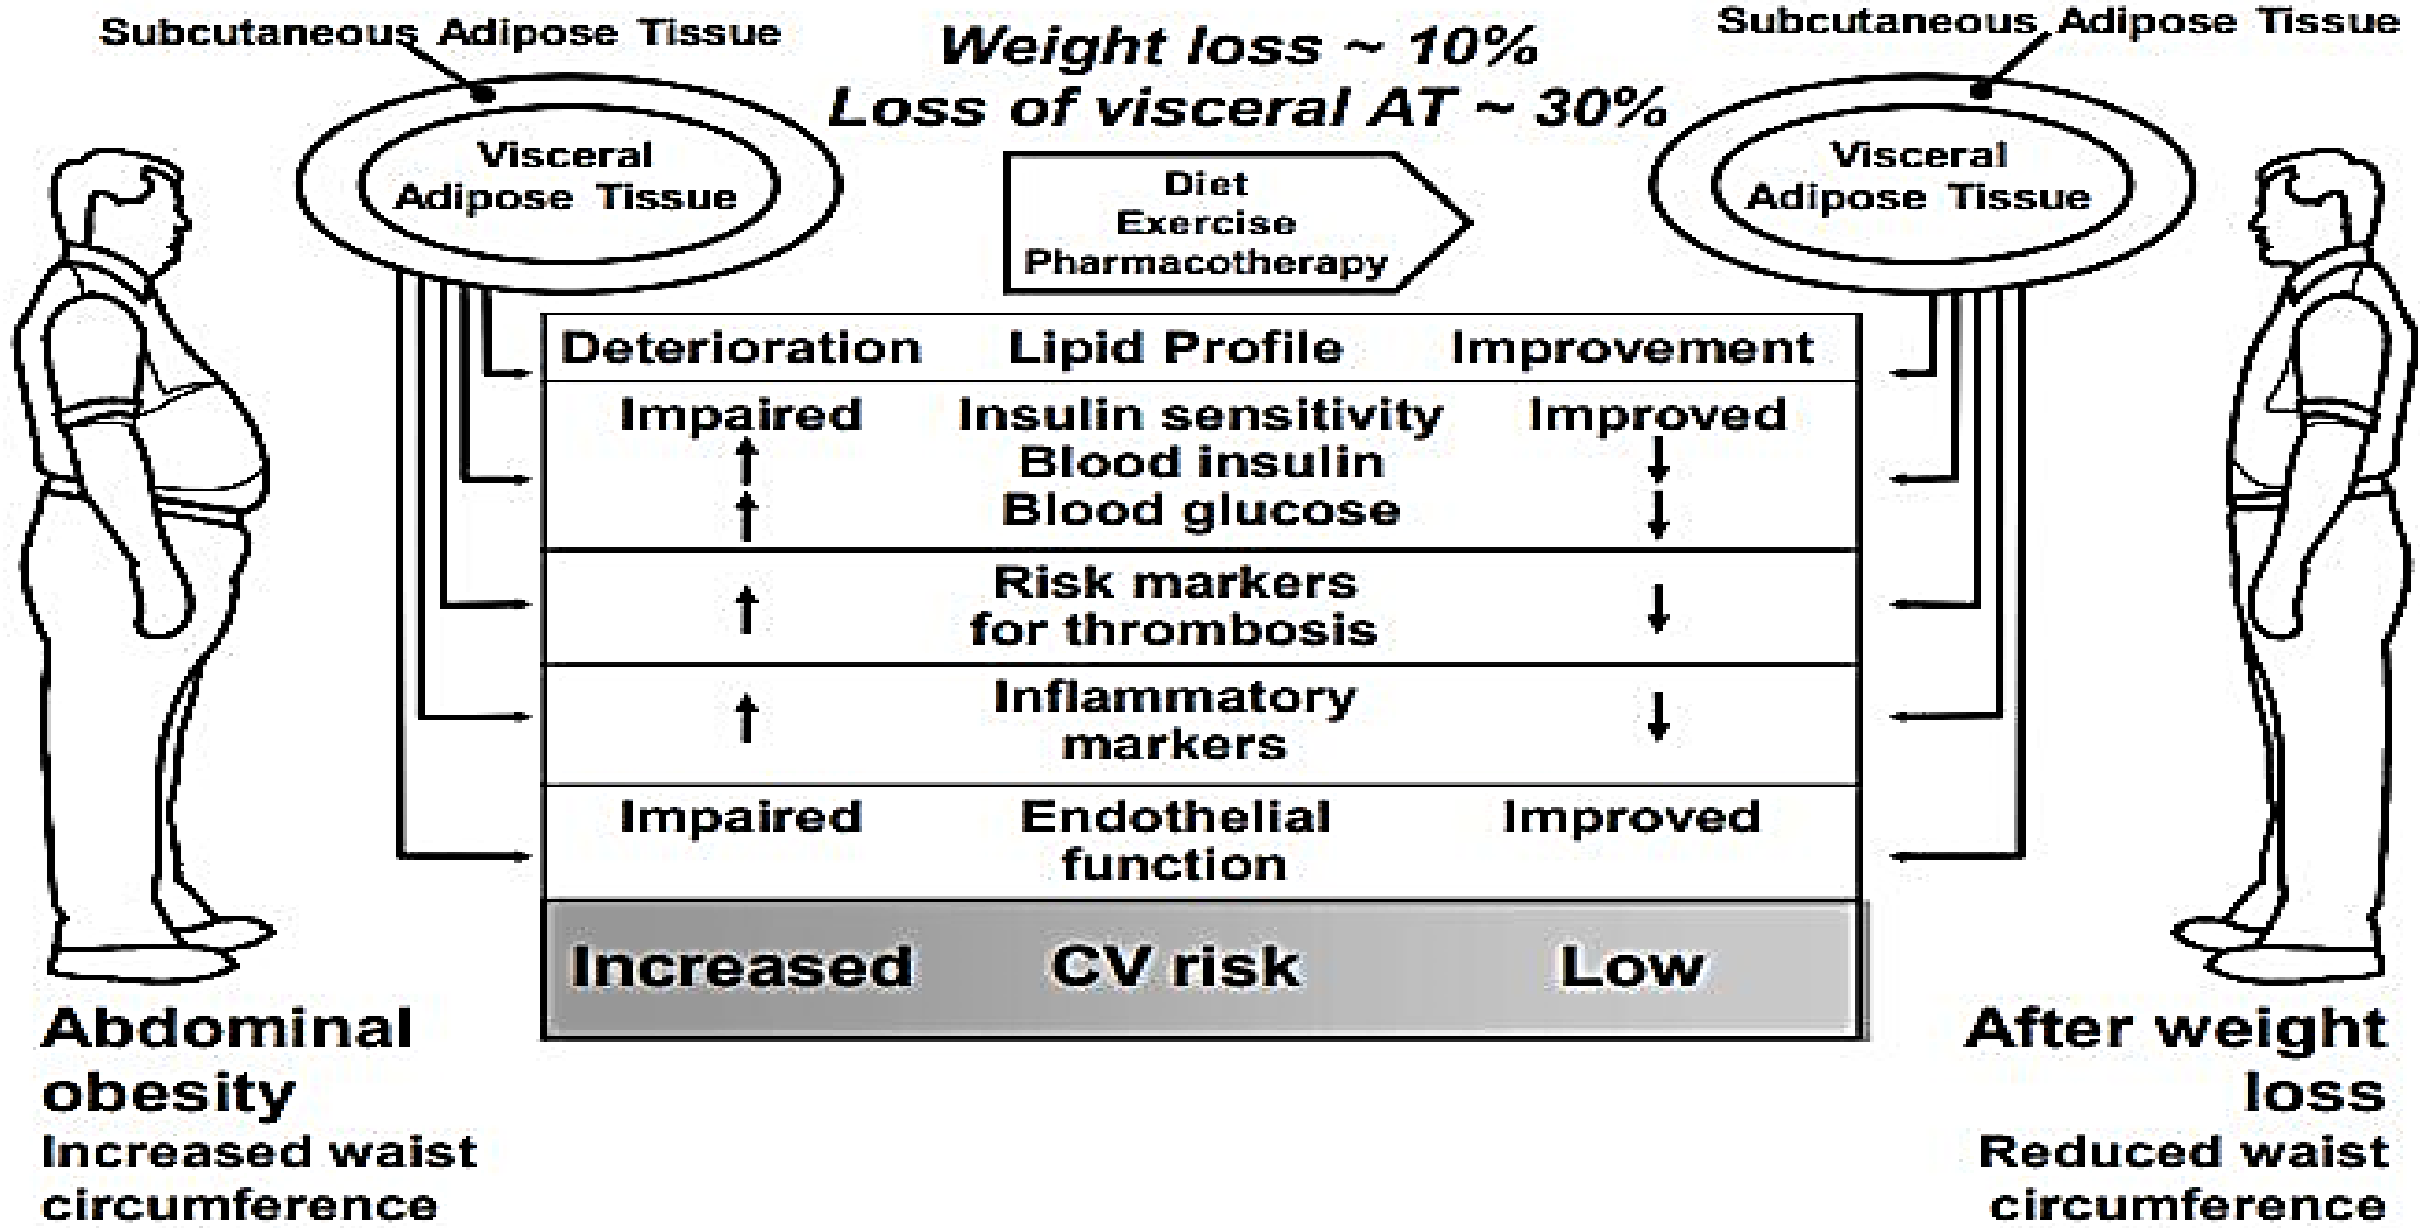 Subcutaneous Adipose Tissue
Weight loss ~ 10%
Loss of visceral AT ~ 30%
Subcutaneous Adipose Tissue
Visceral
Adipose Tissue
Diet
Exercise
Pharmacotherapy
Visceral
Adipose Tissue
Deterioration Lipid Profile Improvement
Impaired Insulin sensitivity Improved
↑ Blood insulin ↓
↑ Blood glucose ↓
Risk markers
↑ for thrombosis ↓
Inflammatory
↑ markers ↓
Impaired Endothelial Improved
function
Increased CV risk Low
Abdominal
obesity
Increased waist
circumference
After weight
loss
Reduced waist
circumference